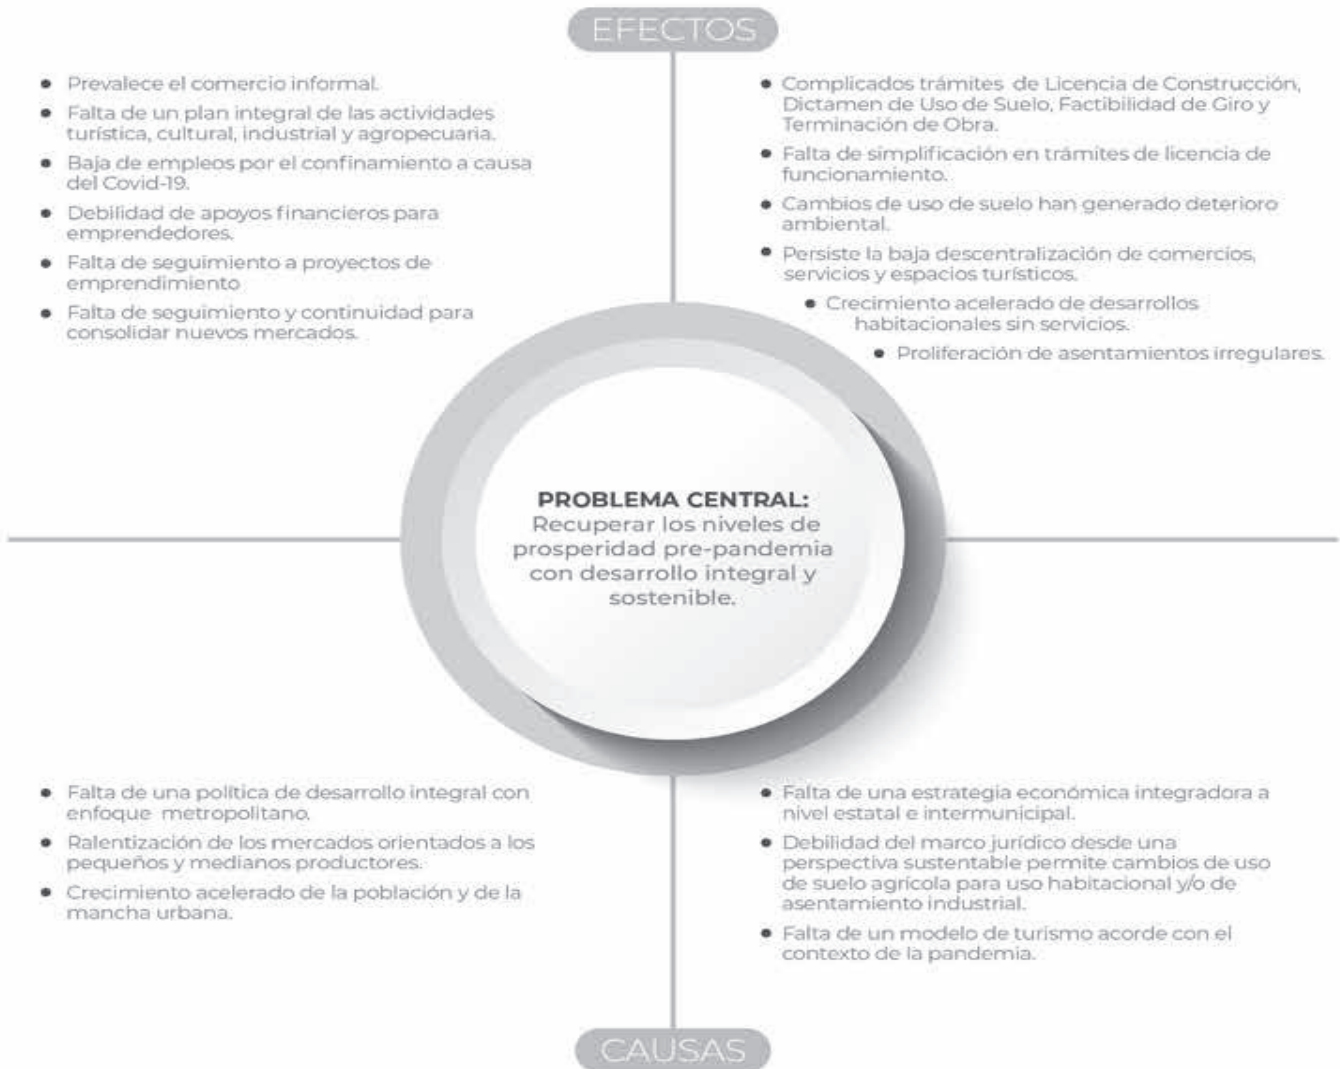 EFECTOS
• Prevalece el comercio informal.
• Falta de un plan integral de las actividades
turística, cultural, industrial y agropecuaria.
• Baja de empleos por el confinamiento a causa
del Covid-19.
• Debilidad de apoyos financieros para
emprendedores.
• Falta de seguimiento a proyectos de
emprendimiento
• Falta de seguimiento y continuidad para
consolidar nuevos mercados.
• Complicados trámites de Licencia de Construcción,
Dictamen de Uso de Suelo, Factibilidad de Giro y
Terminación de Obra.
• Falta de simplificación en trámites de licencia de
funcionamiento.
• Cambios de uso de suelo han generado deterioro
ambiental.
• Persiste la baja descentralización de comercios,
servicios y espacios turísticos.
• Crecimiento acelerado de desarrollos
habitacionales sin servicios.
• Proliferación de asentamientos irregulares.
PROBLEMA CENTRAL:
Recuperar los niveles de
prosperidad pre-pandemia
con desarrollo integral y
sostenible.
• Falta de una política de desarrollo integral con
enfoque metropolitano.
• Ralentización de los mercados orientados a los
pequeños y medianos productores.
• Crecimiento acelerado de la población y de la
mancha urbana.
• Falta de una estrategia económica integradora a
nivel estatal e intermunicipal.
• Debilidad del marco jurídico desde una
perspectiva sustentable permite cambios de uso
de suelo agrícola para uso habitacional y/o de
asentamiento industrial.
• Falta de un modelo de turismo acorde con el
contexto de la pandemia.
CAUSAS